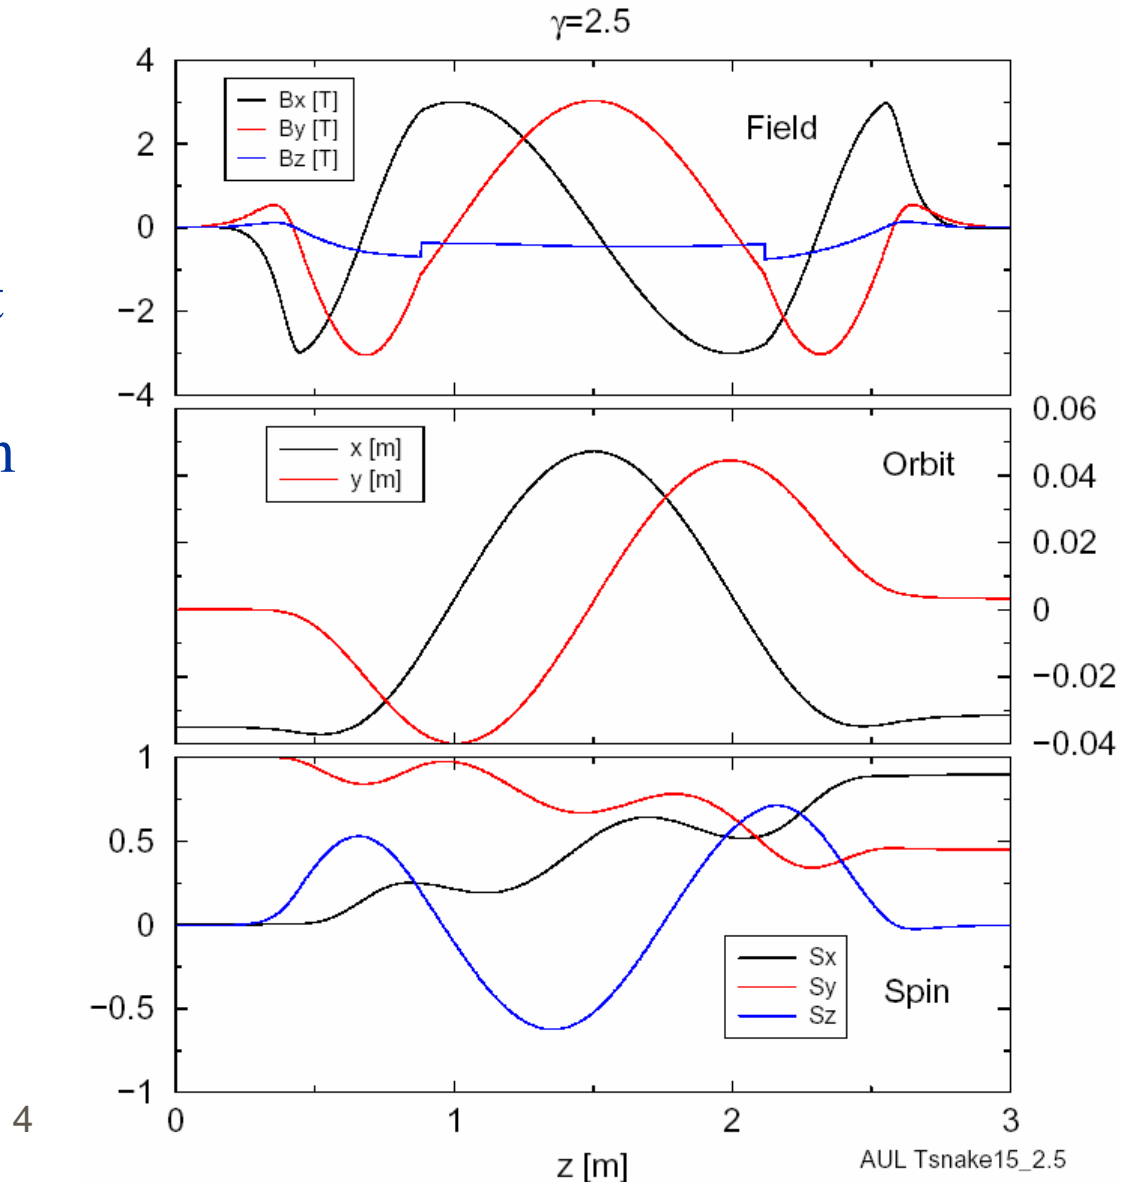 γ=2.5
4
2
0
−2
−4
Bx [T]
By [T]
Bz [T]
Field
t
n
x [m]
y [m]
Orbit
0.06
0.04
0.02
0
−0.02
−0.04
1
0.5
0
−0.5
−1
Sx
Sy
Sz
Spin
0 1 2 3
4
z [m]
AUL Tsnake15_2.5